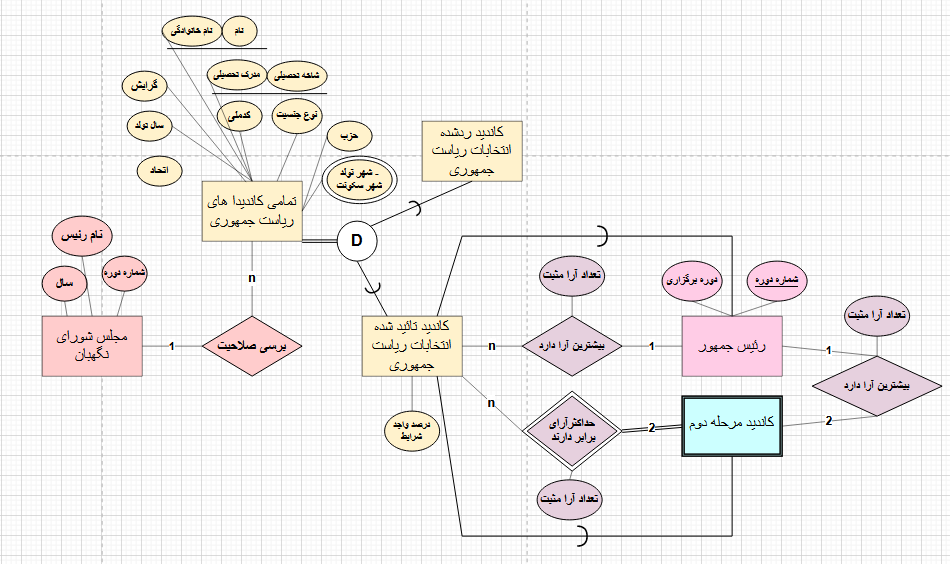 نام
نام خانوادگی
شاخه تحصیلی
مدرک تحصیلی
گرایش
نوع جنسیت
کدملی
سال تولد
حزب
اتحاد
شهر تولد -
شهر سکونت
کاندید ردشده
انتخابات ریاست
جمهوری
تمامی کاندیدا های
ریاست جمهوری
D
n
نام رئیس
شماره دوره
سال
مجلس شورای
نگهبان
1
برسی صلاحیت
کاندید تائید شده
انتخابات ریاست
جمهوری
درصد واجد
شرایط
n
تعداد آرا مثبت
بیشترین آرا دارد
1
دوره برگزاری
شماره دوره
رئیس جمهور
1
تعداد آرا مثبت
بیشترین آرا دارد
2
n
حداکثرآرای
برابر دارند
2
کاندید مرحله دوم
تعداد آرا مثبت